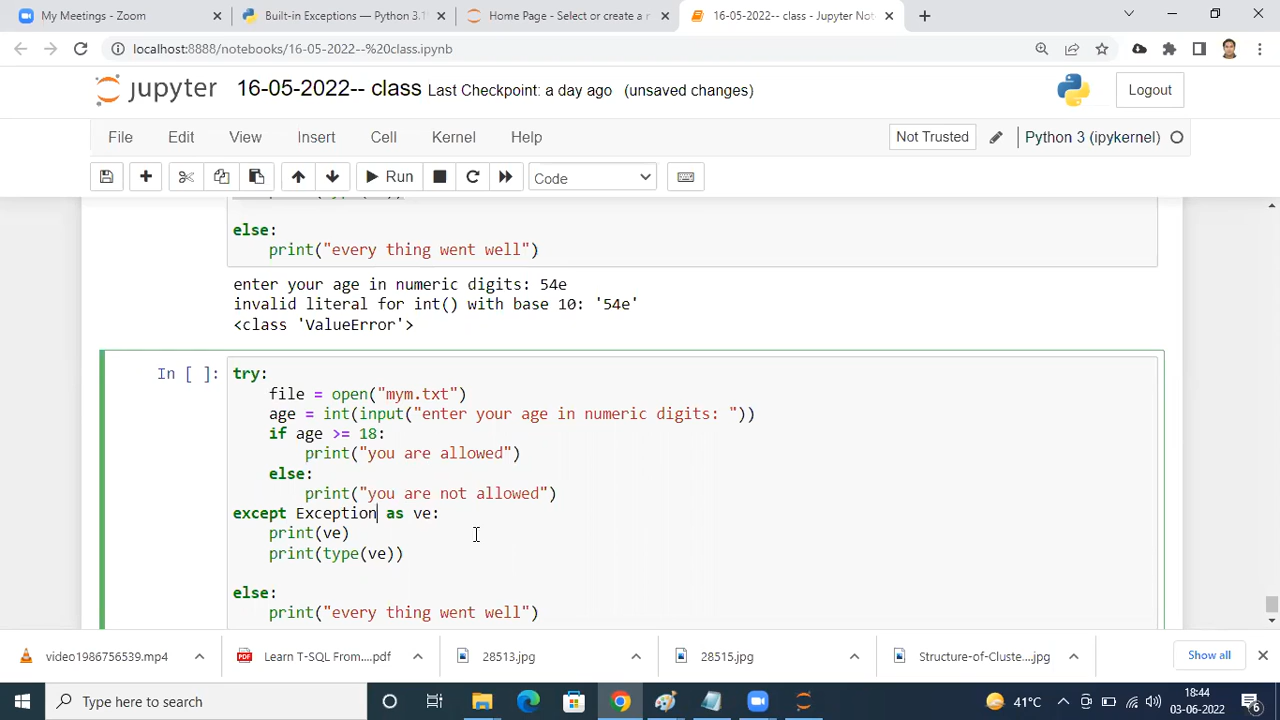 My Meetings - Zoom
Built-in Exceptions — Python 3.1
Home Page - Select or create a n
16-05-2022-- class - Jupyter Not
localhost:8888/notebooks/16-05-2022--%20class.ipynb
jupyter 16-05-2022-- class Last Checkpoint: a day ago (unsaved changes)
Logout
File Edit View Insert Cell Kernel Help
Not Trusted
Python 3 (ipykernel)
Run
Code
else:
print("every thing went well")
enter your age in numeric digits: 54e
invalid literal for int() with base 10: '54e'
<class 'ValueError'>
In [ ]: try:
file = open("mym.txt")
age = int(input("enter your age in numeric digits: "))
if age >= 18:
print("you are allowed")
else:
print("you are not allowed")
except Exception as ve:
print(ve)
print(type(ve))
else:
print("every thing went well")
video1986756539.mp4
Learn T-SQL From....pdf
28513.jpg
28515.jpg
Structure-of-Cluste....jpg
Show all
Type here to search
41°C
18:44
03-06-2022
6